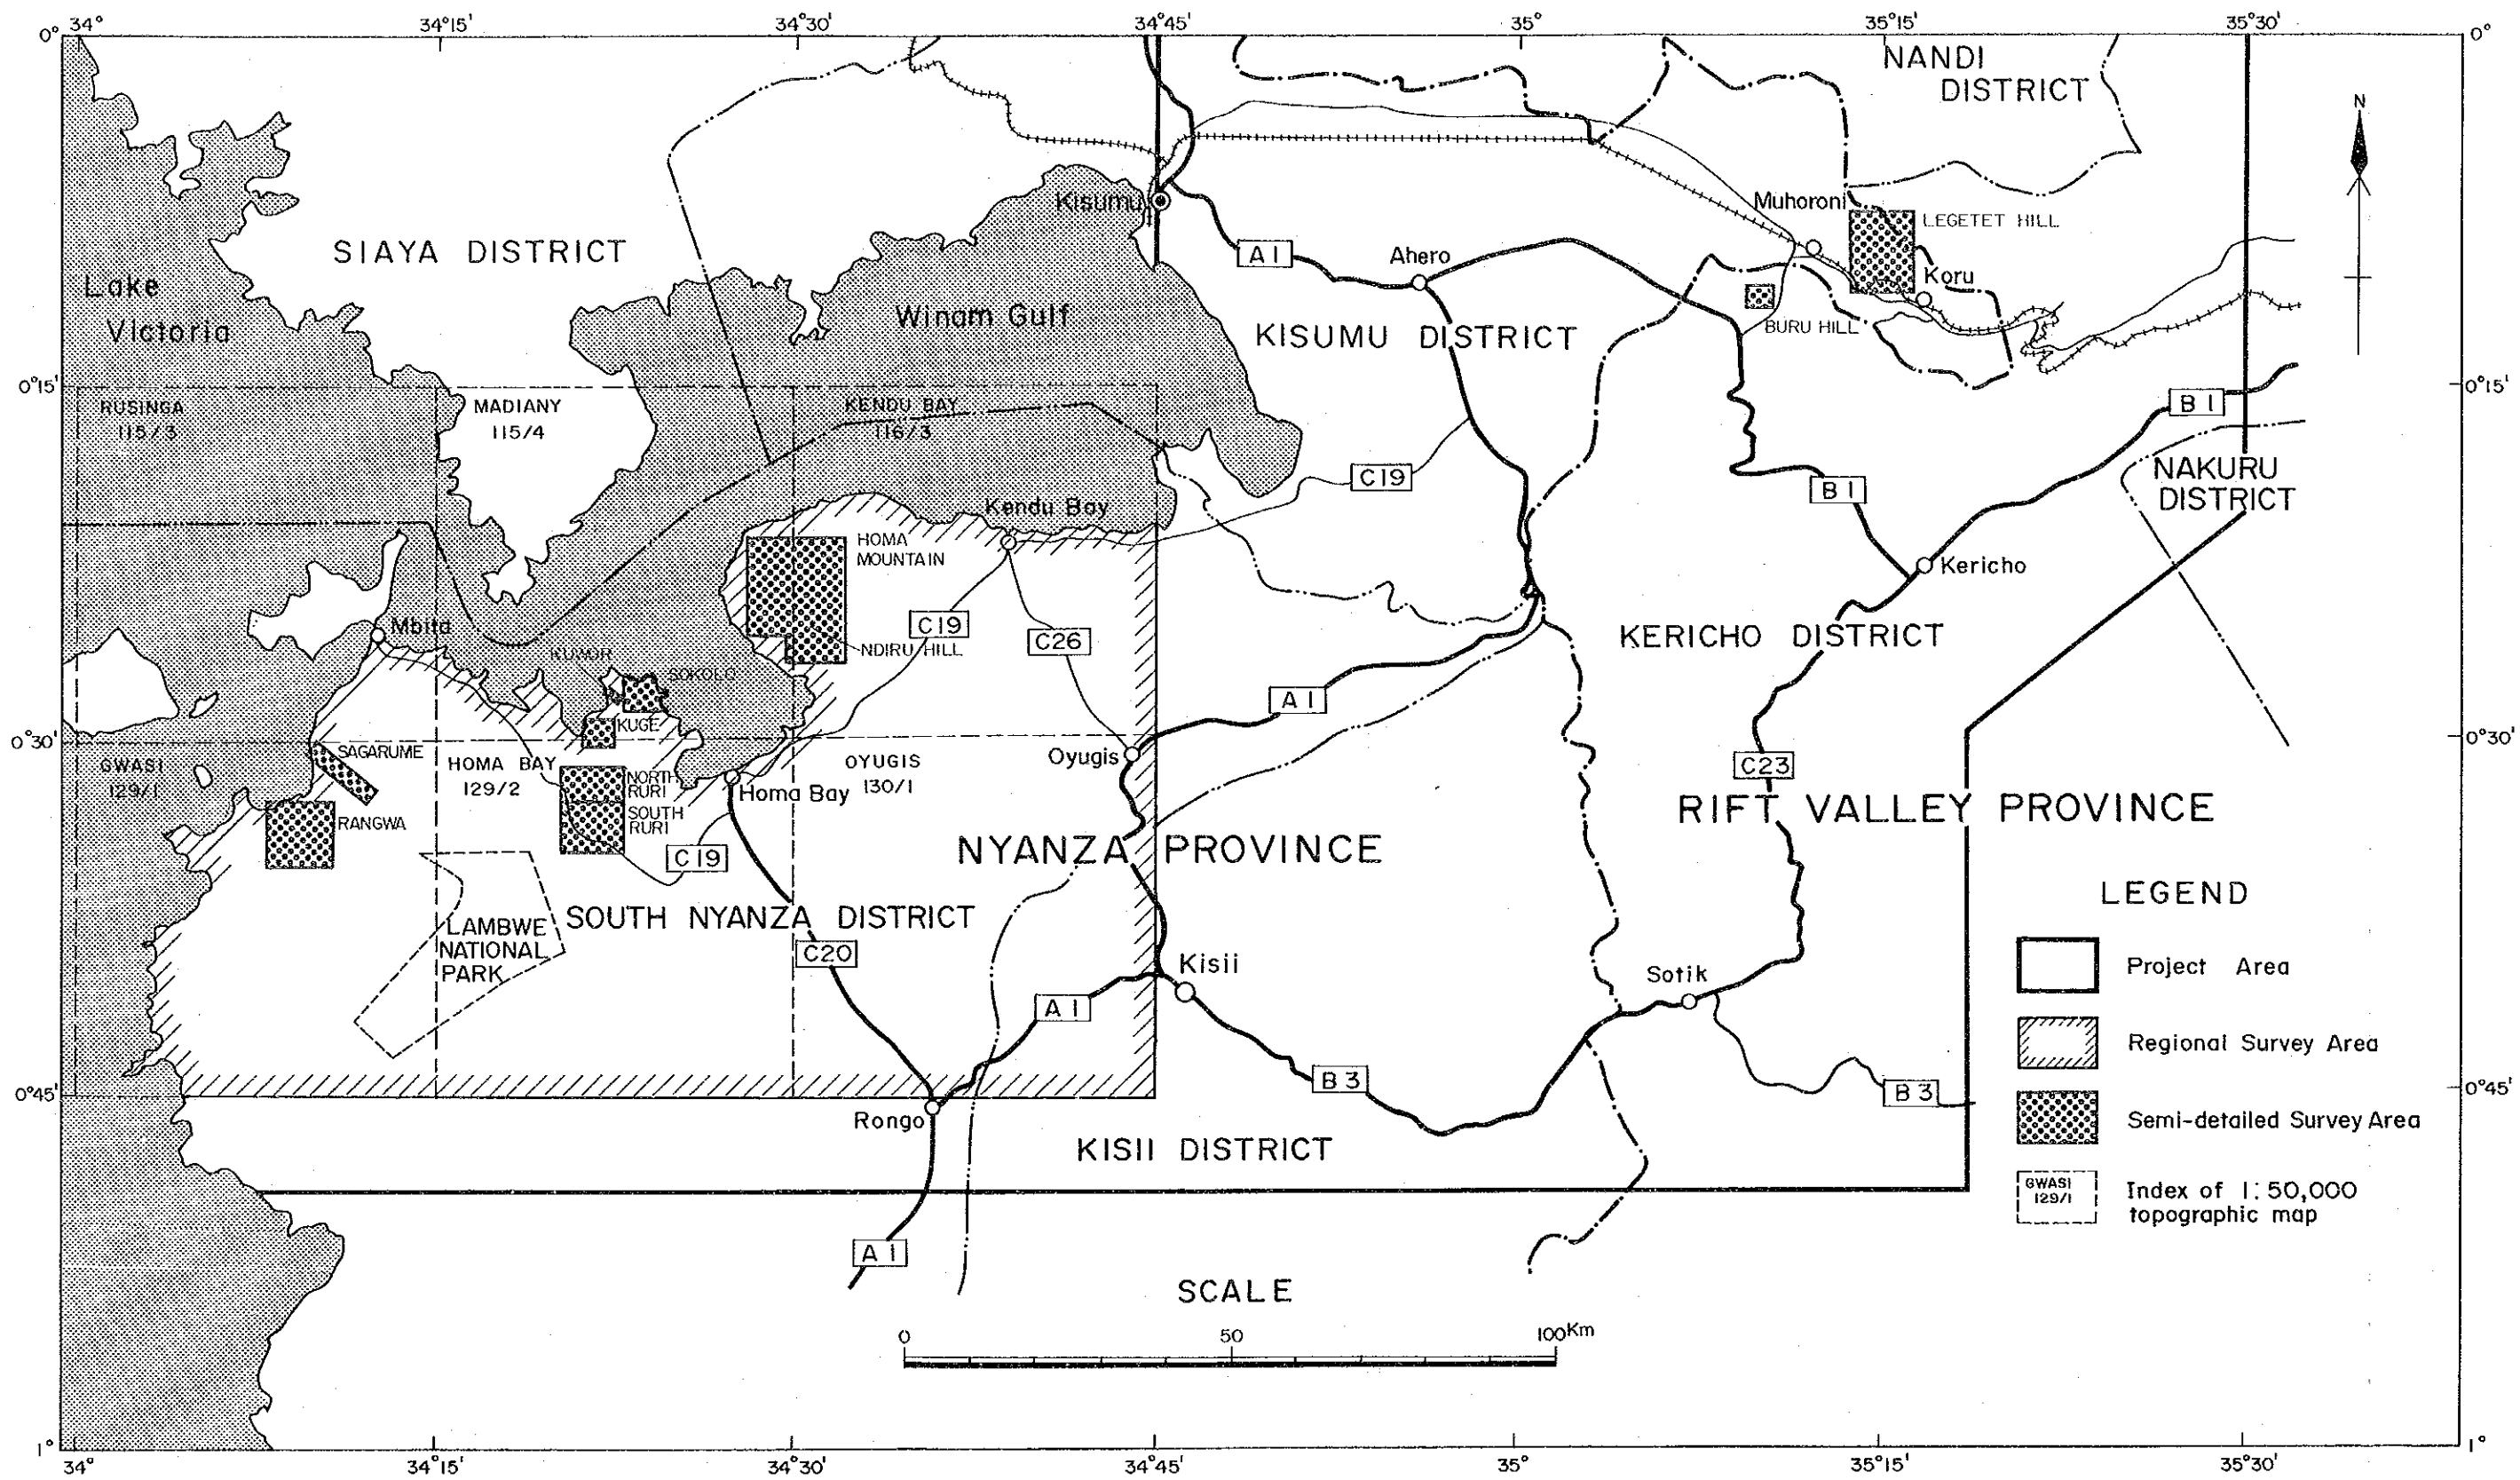 34°
34°15'
34°30'
34°45'
35°
35°15'
35°30'
0°
0°
NANDI
DISTRICT
N
Kisumu
Muhoroni
LEGETET HILL
SIAYA DISTRICT
A1
Ahero
Koru
Lake
Victoria
Winam Gulf
KISUMU DISTRICT
BURU HILL
0°15'
0°15'
RUSINGA
115/3
MADIANY
115/4
KENDU BAY
116/3
B1
C19
B1
NAKURU
DISTRICT
Kendu Bay
HOMA
MOUNTAIN
Kericho
Mbita
C19
C26
KERICHO DISTRICT
KUWOR
NDIRU HILL
SOKOLO
A1
KUGE
0°30'
0°30'
SAGARUME
GWASI
129/1
HOMA BAY
129/2
OYUGIS
130/1
Oyugis
C23
NORTH
RURI
Homa Bay
SOUTH
RURI
RANGWA
RIFT VALLEY PROVINCE
NYANZA PROVINCE
C19
LEGEND
SOUTH NYANZA DISTRICT
LAMBWE
NATIONAL
PARK
C20
Kisii
Sotik
Project Area
A1
Regional Survey Area
0°45'
B3
B3
0°45'
Rongo
Semi-detailed Survey Area
KISII DISTRICT
GWASI
129/1
Index of 1:50,000
topographic map
A1
SCALE
0
50
100Km
1°
1°
34°
34°15'
34°30'
34°45'
35°
35°15'
35°30'